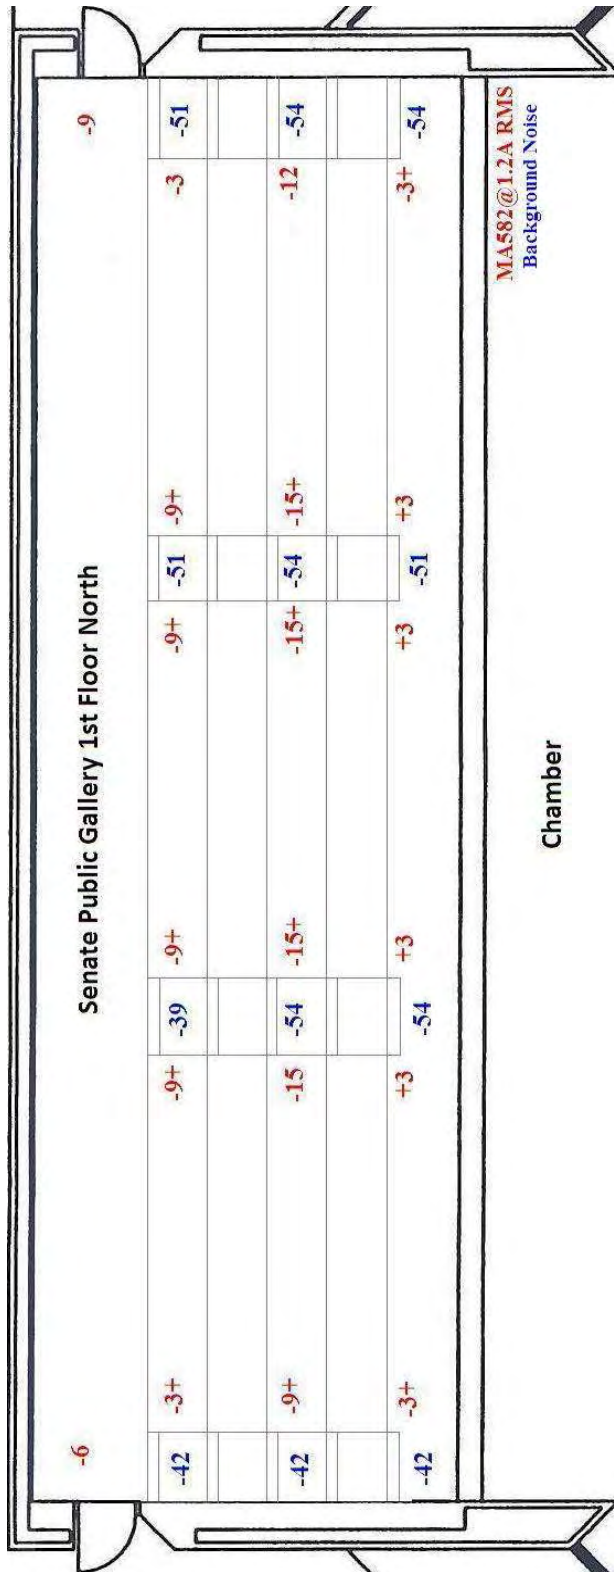 -6 Senate Public Gallery 1st Floor North -9
-42 -3+ -9+ -39 -9+ -9+ -51 -9+ -3 -51
-42 -9+ -15 -54 -15+ -15+ -54 -15+ -12 -54
-42 -3+ +3 -54 +3 +3 -51 +3 -3+ -54
MA582@1.2A RMS
Background Noise
Chamber